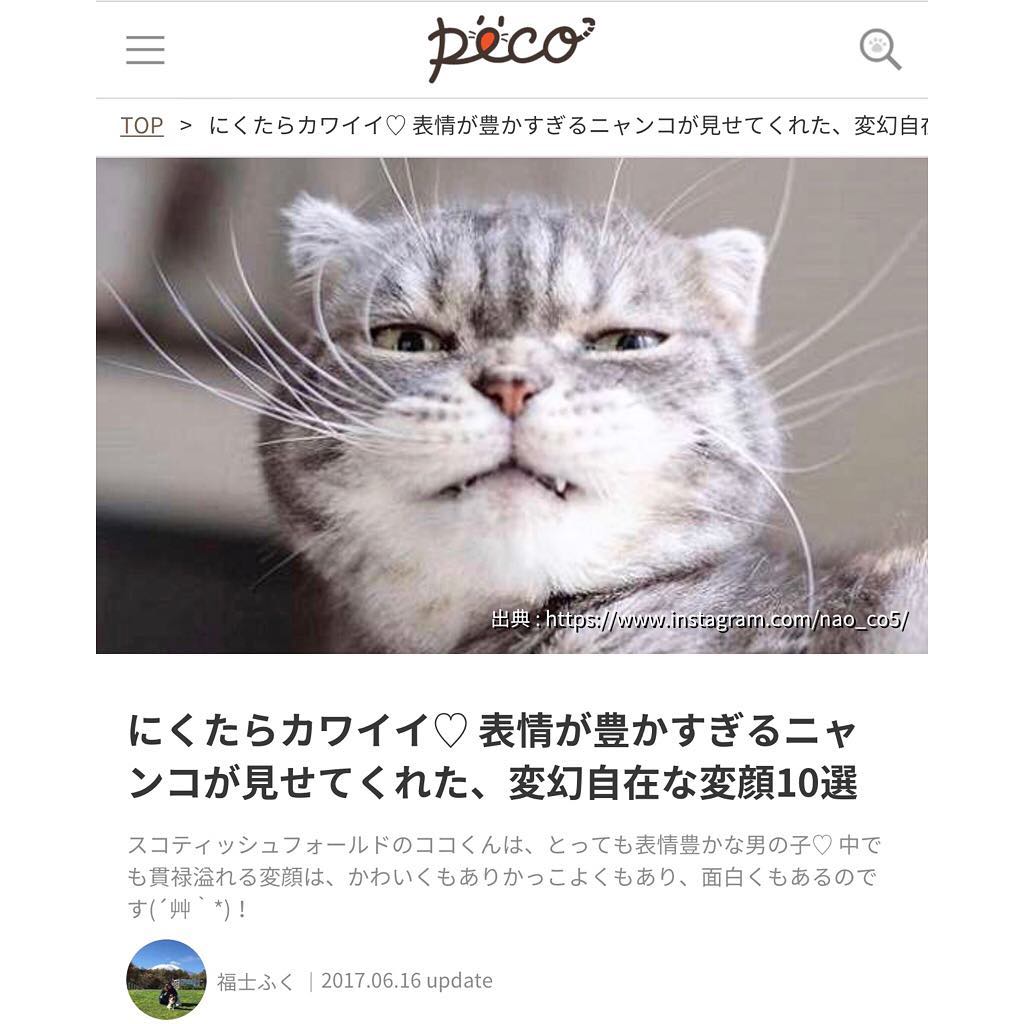 peco
TOP > にくたらカワイイ♡ 表情が豊かすぎるニャンコが見せてくれた、変幻自在
出典 : https://www.instagram.com/nao_co5/
にくたらカワイイ♡ 表情が豊かすぎるニャ
ンコが見せてくれた、変幻自在な変顔10選
スコティッシュフォールドのココくんは、とっても表情豊かな男の子♡ 中で
も貫禄溢れる変顔は、かわいくもありかっこよくもあり、面白くもあるので
す(´艸｀*)！
福士ふく ｜2017.06.16 update